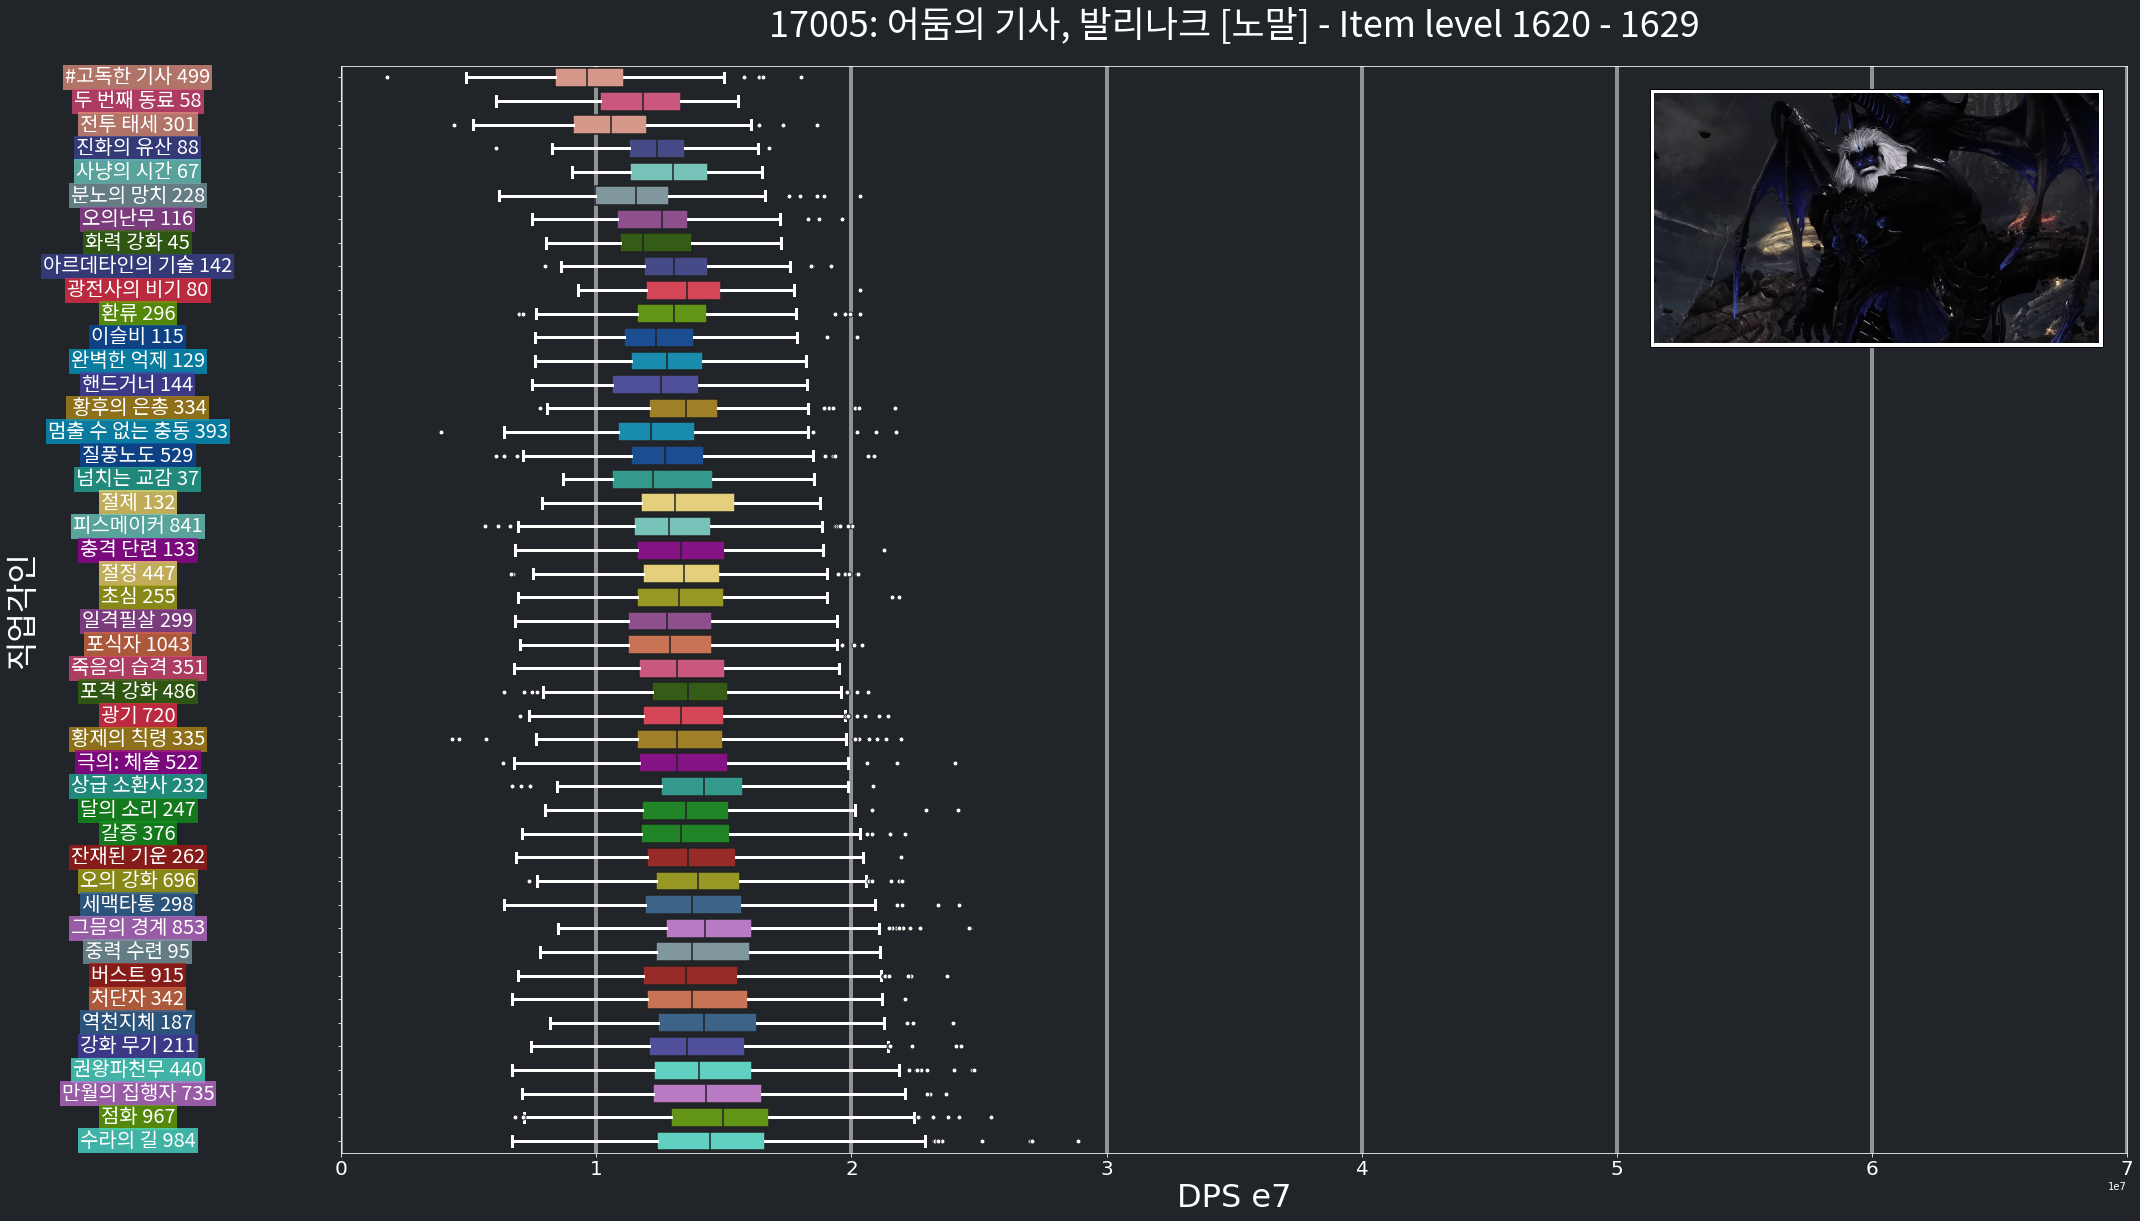 17005: 어둠의 기사, 발리나크 [노말] - Item level 1620 - 1629
#고독한 기사 499
두 번째 동료 58
전투 태세 301
진화의 유산 88
사냥의 시간 67
분노의 망치 228
오의난무 116
화력 강화 45
아르데타인의 기술 142
광전사의 비기 80
환류 296
이슬비 115
완벽한 억제 129
핸드거너 144
황후의 은총 334
멈출 수 없는 충동 393
질풍노도 529
넘치는 교감 37
절제 132
피스메이커 841
충격 단련 133
절정 447
초심 255
일격필살 299
포식자 1043
죽음의 습격 351
포격 강화 486
광기 720
황제의 칙령 335
극의: 체술 522
상급 소환사 232
달의 소리 247
갈증 376
잔재된 기운 262
오의 강화 696
세맥타통 298
그믐의 경계 853
중력 수련 95
버스트 915
처단자 342
역천지체 187
강화 무기 211
권왕파천무 440
만월의 집행자 735
점화 967
수라의 길 984
직업각인
0 1 2 3 4 5 6 7
DPS e7
1e7